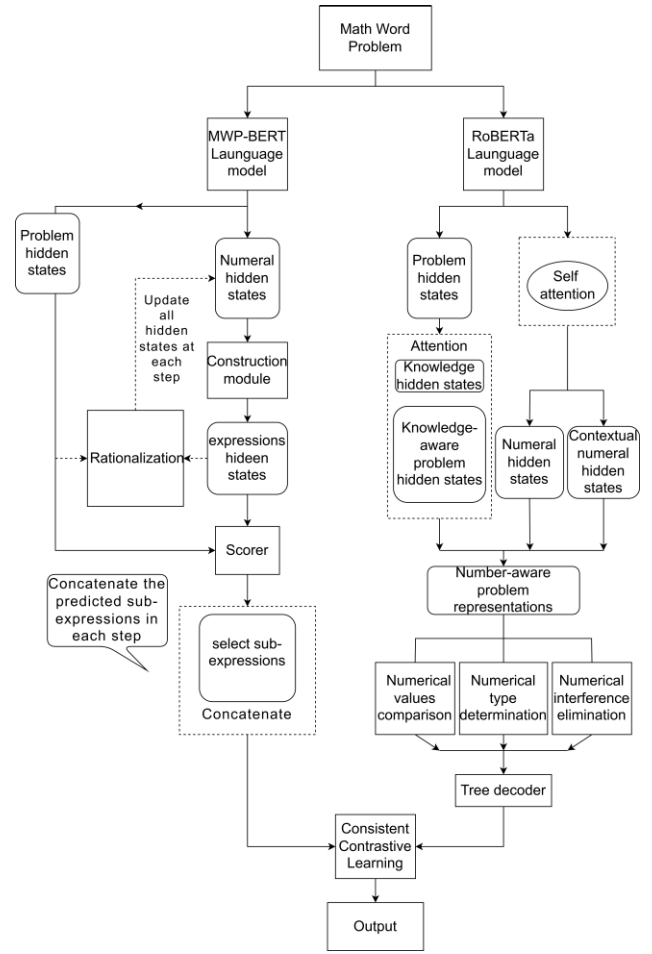 Math Word
Problem
MWP-BERT
Launguage
model
RoBERTa
Launguage
model
Problem
hidden
states
Numeral
hidden
states
Update
all
hidden
states at
each
step
Construction
module
Rationalization
expressions
hideen
states
Scorer
Concatenate the
predicted sub-
expressions in
each step
select sub-
expressions
Concatenate
Problem
hidden
states
Self
attention
Attention
Knowledge
hidden states
Knowledge-
aware
problem
hidden states
Numeral
hidden
states
Contextual
numeral
hidden
states
Number-aware
problem
representations
Numerical
values
comparison
Numerical
type
determination
Numerical
interference
elimination
Tree decoder
Consistent
Contrastive
Learning
Output